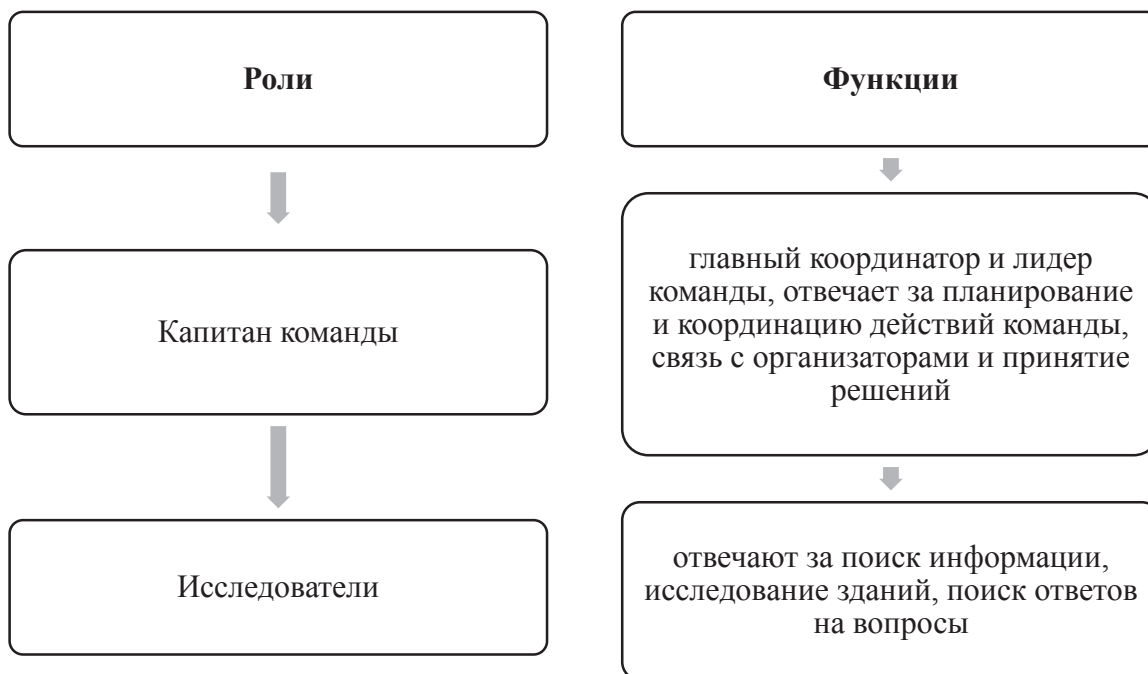 Роли
Функции
Капитан команды
главный координатор и лидер
команды, отвечает за планирование
и координацию действий команды,
связь с организаторами и принятие
решений
Исследователи
отвечают за поиск информации,
исследование зданий, поиск ответов
на вопросы